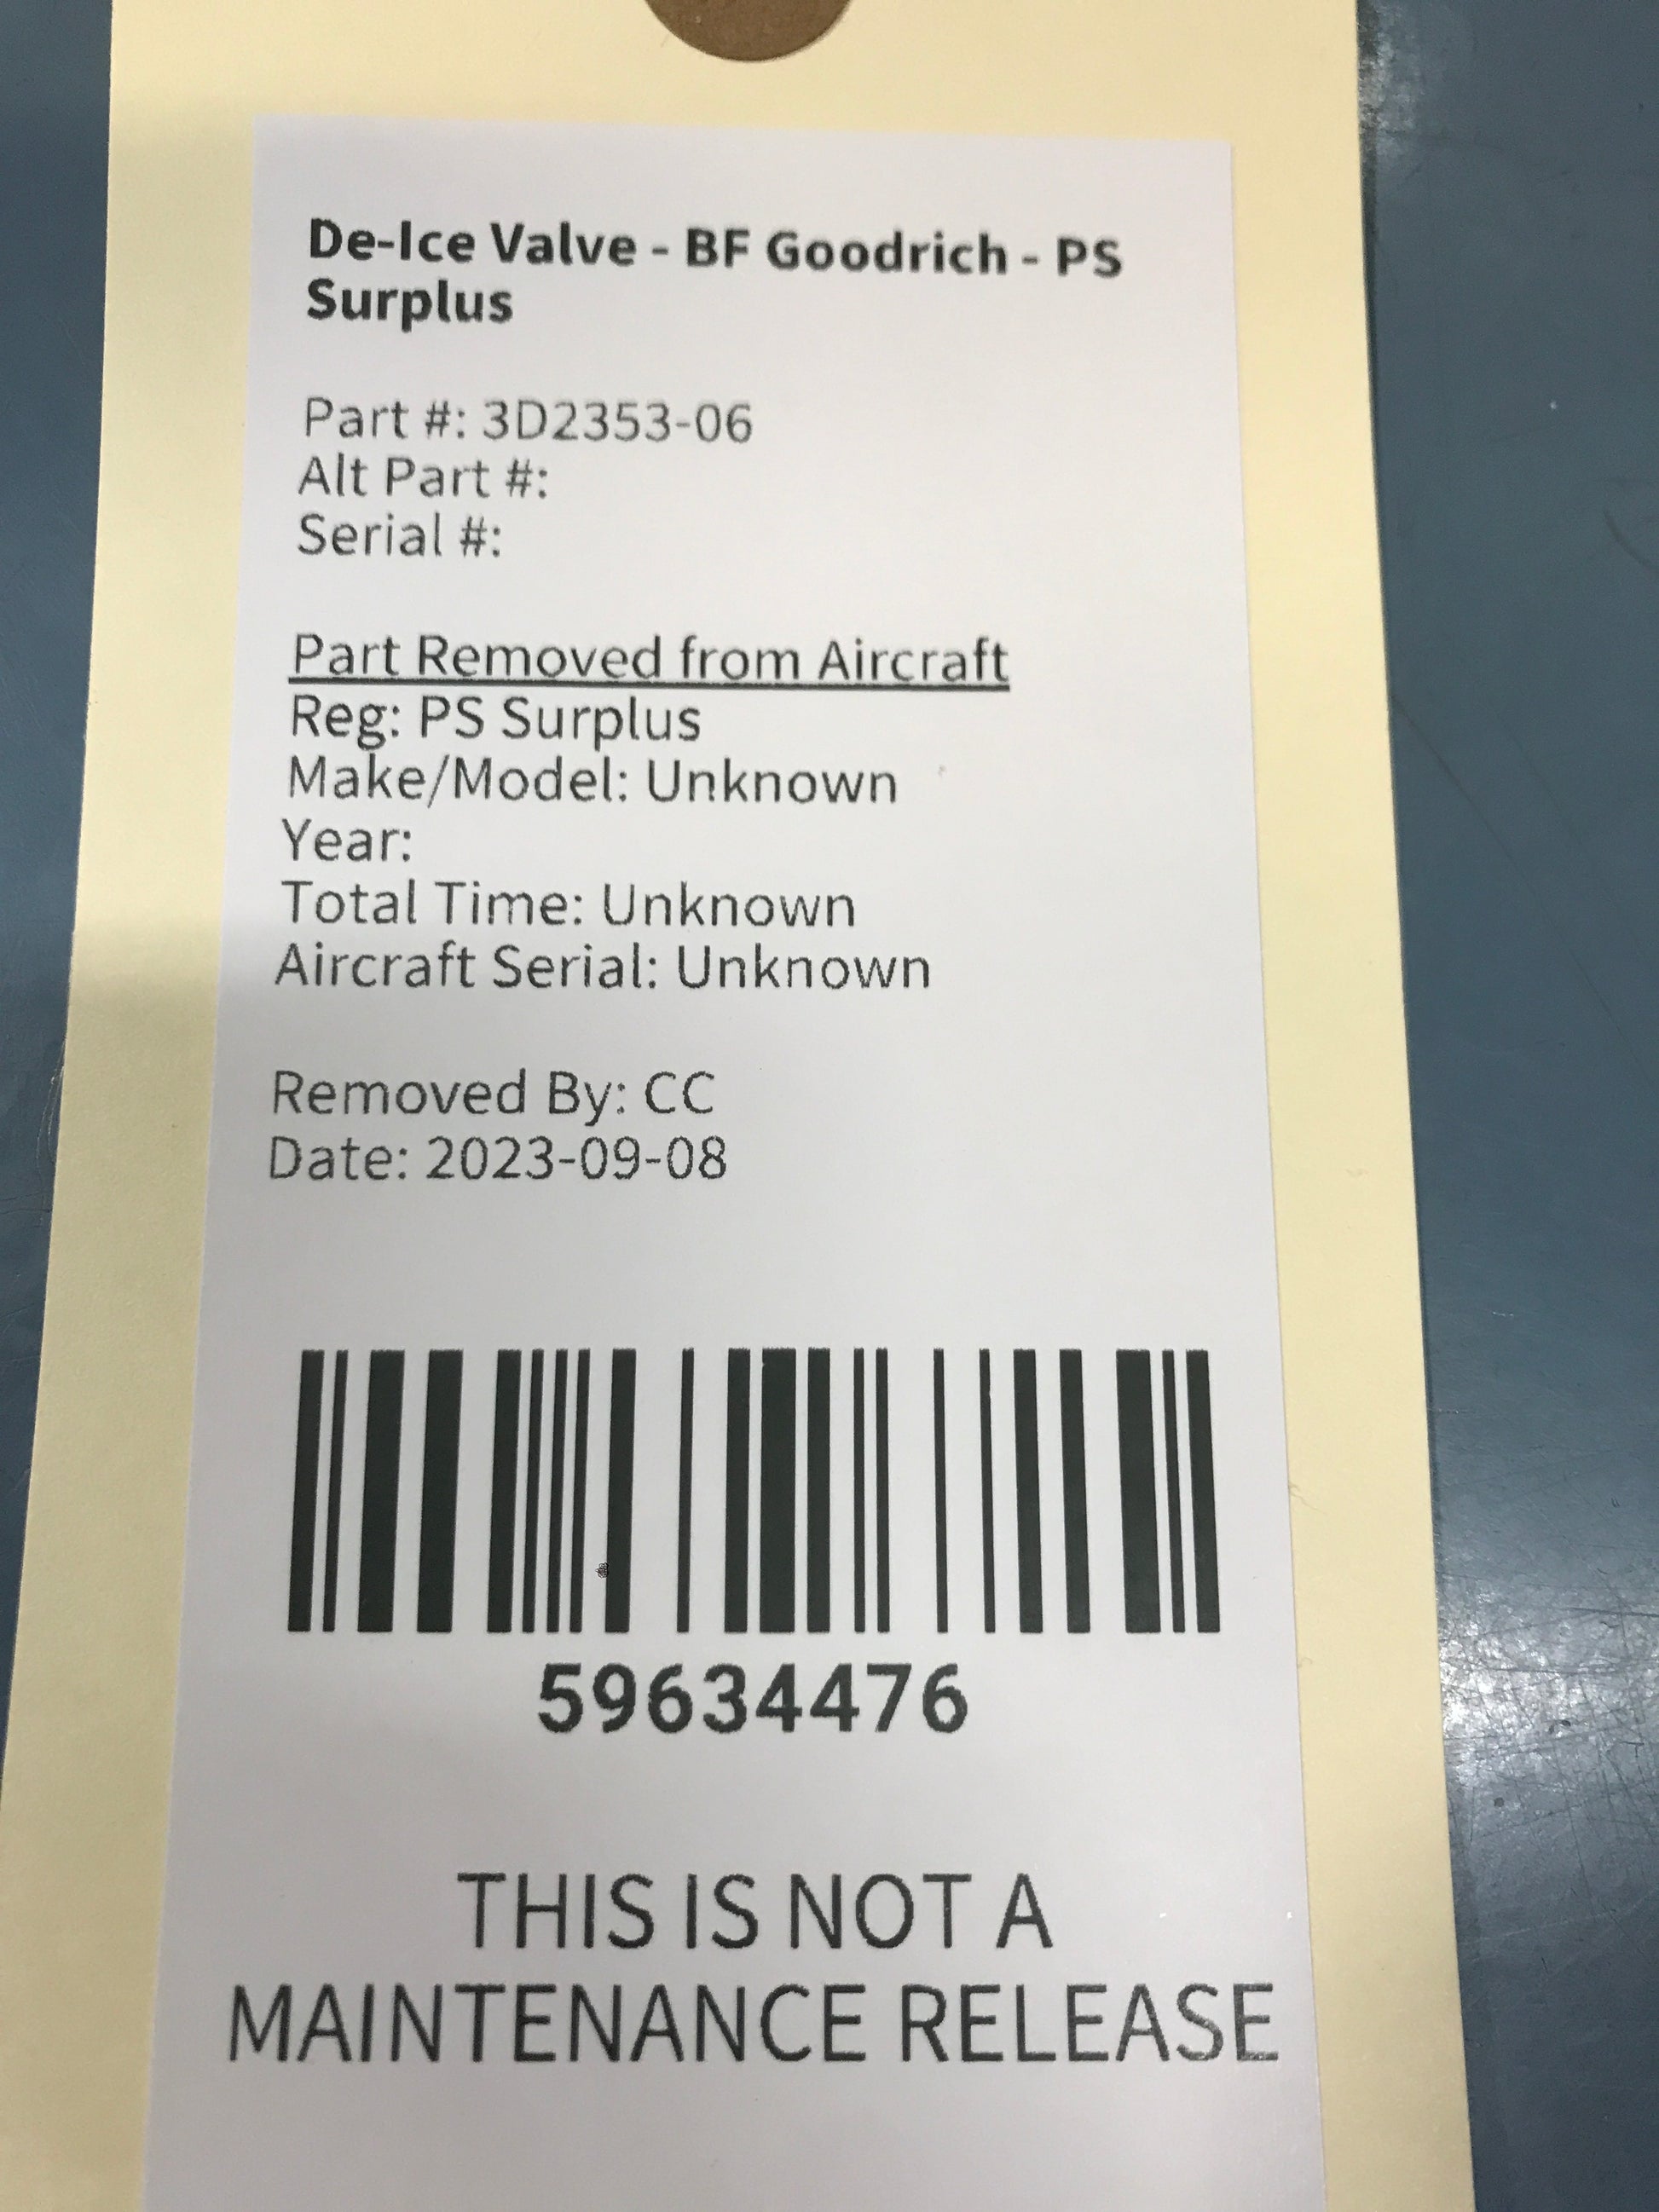 De-Ice Valve - BF Goodrich - PS
Surplus
Part #: 3D2353-06
Alt Part #:
Serial #:
Part Removed from Aircraft
Reg: PS Surplus
Make/Model: Unknown
Year:
Total Time: Unknown
Aircraft Serial: Unknown
Removed By: CC
Date: 2023-09-08
59634476
THIS IS NOT A
MAINTENANCE RELEASE